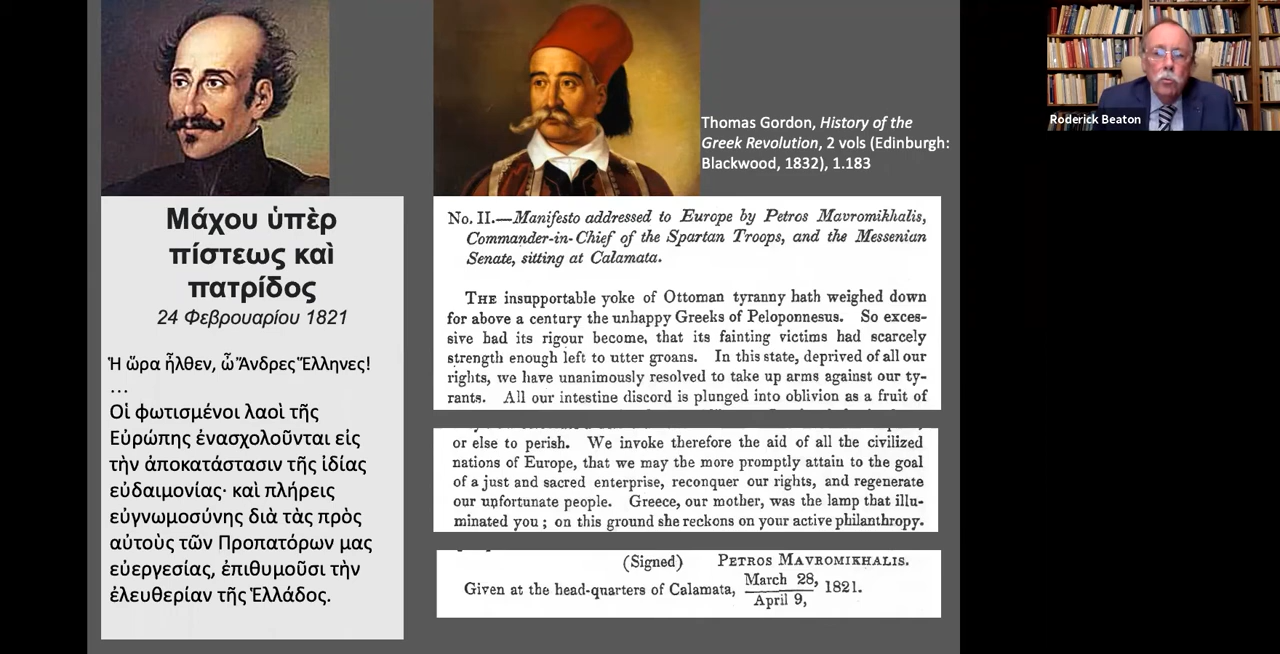 Μάχου ὑπὲρ
πίστεως καὶ
πατρίδος
24 Φεβρουαρίου 1821
Ἡ ὥρα ἦλθεν, ὦ Ἄνδρες Ἕλληνες!
…
Οἱ φωτισμένοι λαοὶ τῆς
Εὐρώπης ἐνασχολοῦνται εἰς
τὴν ἀποκατάστασιν τῆς ἰδίας
εὐδαιμονίας· καὶ πλήρεις
εὐγνωμοσύνης διὰ τὰς πρὸς
αὐτοὺς τῶν Προπατόρων μας
εὐεργεσίας, ἐπιθυμοῦσι τὴν
ἐλευθερίαν τῆς Ἑλλάδος.
Thomas Gordon, History of the
Greek Revolution, 2 vols (Edinburgh:
Blackwood, 1832), 1.183
No. II.—Manifesto addressed to Europe by Petros Mavromikhalis,
Commander-in-Chief of the Spartan Troops, and the Messenian
Senate, sitting at Calamata.
THE insupportable yoke of Ottoman tyranny hath weighed down
for above a century the unhappy Greeks of Peloponnesus. So exces-
sive had its rigour become, that its fainting victims had scarcely
strength enough left to utter groans. In this state, deprived of all our
rights, we have unanimously resolved to take up arms against our ty-
rants. All our intestine discord is plunged into oblivion as a fruit of
or else to perish. We invoke therefore the aid of all the civilized
nations of Europe, that we may the more promptly attain to the goal
of a just and sacred enterprise, reconquer our rights, and regenerate
our unfortunate people. Greece, our mother, was the lamp that illu-
minated you; on this ground she reckons on your active philanthropy.
(Signed) PETROS MAVROMIKHALIS.
Given at the head-quarters of Calamata, March 28, 1821.
April 9,
Roderick Beaton